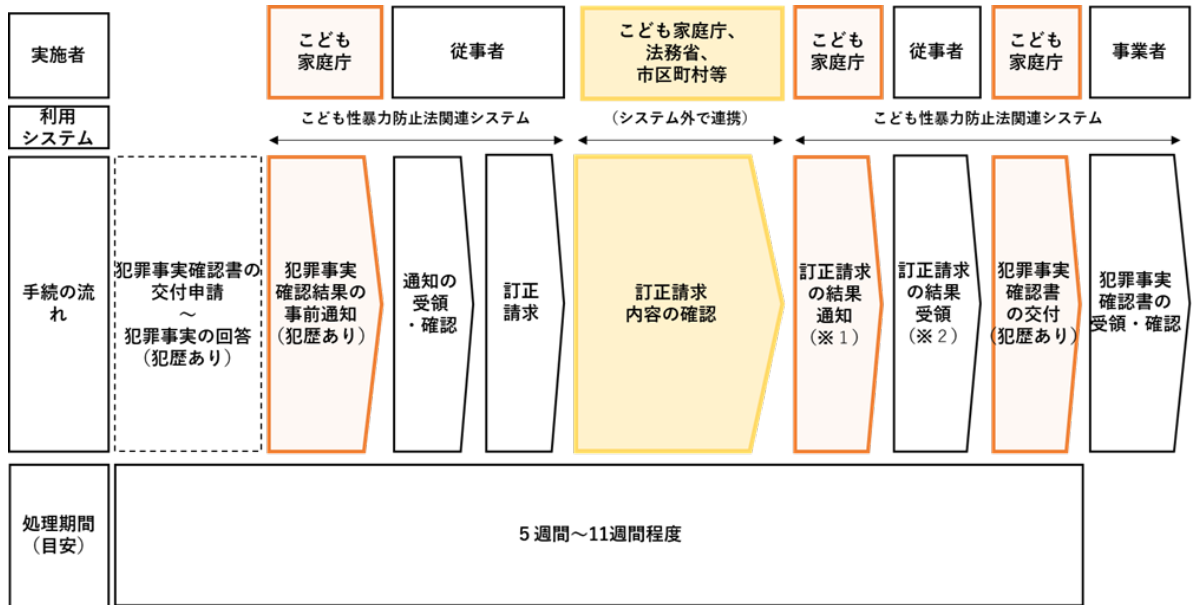 実施者
こども
家庭庁
従事者
こども家庭庁、
法務省、
市区町村等
こども
家庭庁
従事者
こども
家庭庁
事業者
利用
システム
こども性暴力防止法関連システム
(システム外で連携)
こども性暴力防止法関連システム
手続の流
れ
犯罪事実確認書の
交付申請
～
犯罪事実の回答
(犯歴あり)
犯罪事実
確認結果の
事前通知
(犯歴あり)
通知の
受領
・確認
訂正
請求
訂正請求
内容の確認
訂正請求
の結果
通知
(※１)
訂正請求
の結果
受領
(※２)
犯罪事実
確認書
の交付
(犯歴あり)
犯罪事実
確認書の
受領・確認
処理期間
(目安)
５週間～11週間程度